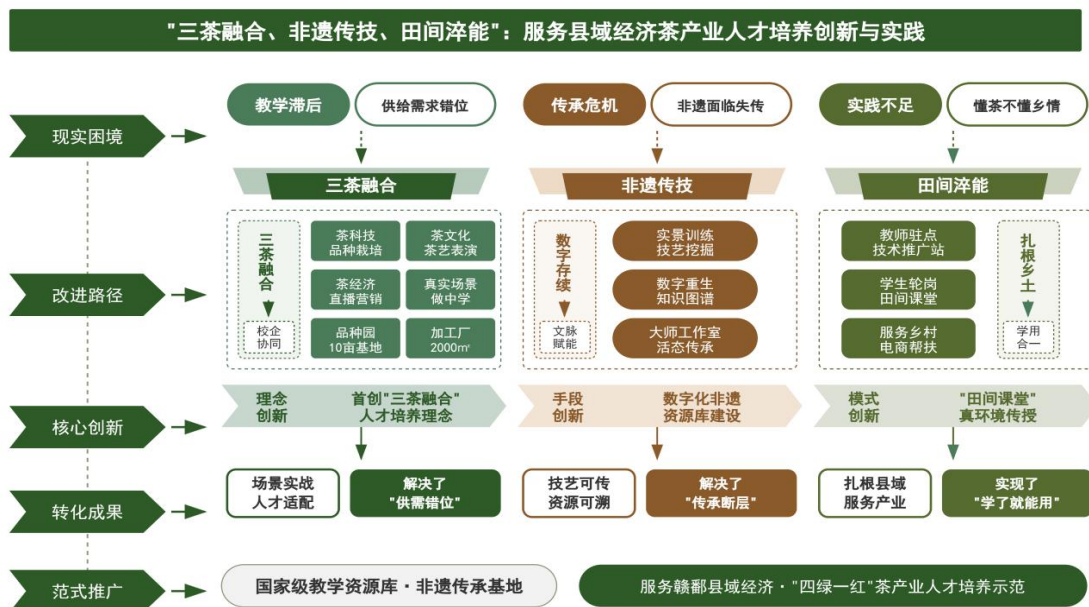 "三茶融合、非遗传技、田间淬能"：服务县域经济茶产业人才培养创新与实践
现实困境
教学滞后
供给需求错位
传承危机
非遗面临失传
实践不足
懂茶不懂乡情
三茶融合
非遗传技
田间淬能
改进路径
三茶融合
校企
协同
茶科技
品种栽培
茶文化
茶艺表演
茶经济
直播营销
真实场景
做中学
品种园
10亩基地
加工厂
2000㎡
数字存续
文脉
赋能
实景训练
技艺挖掘
数字重生
知识图谱
大师工作室
活态传承
教师驻点
技术推广站
学生轮岗
田间课堂
服务乡村
电商帮扶
扎根乡土
学用
合一
核心创新
理念
创新
首创"三茶融合"
人才培养理念
手段
创新
数字化非遗
资源库建设
模式
创新
"田间课堂"
真环境传授
转化成果
场景实战
人才适配
解决了
"供需错位"
技艺可传
资源可溯
解决了
"传承断层"
扎根县域
服务产业
实现了
"学了就能用"
范式推广
国家级教学资源库·非遗传承基地
服务赣鄱县域经济·"四绿一红"茶产业人才培养示范